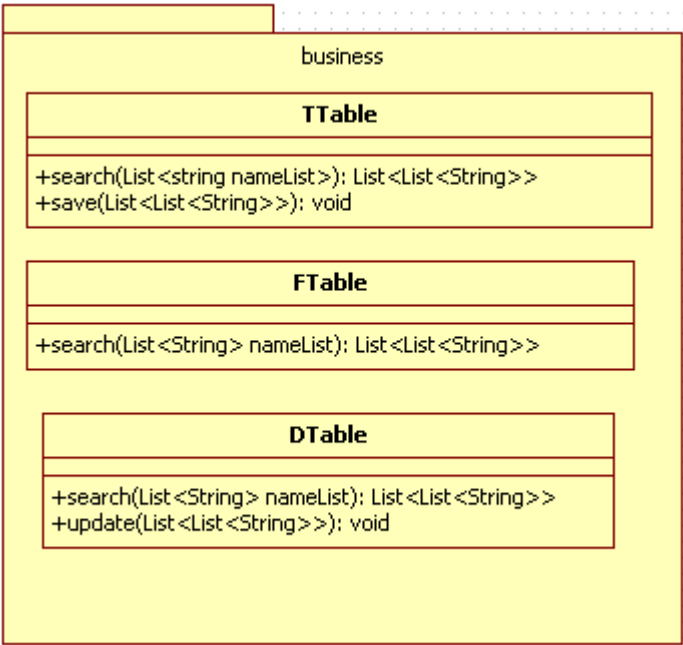 business
TTable
+search(List<string nameList>): List<List<String>>
+save(List<List<String>>): void
FTable
+search(List<String> nameList): List<List<String>>
DTable
+search(List<String> nameList): List<List<String>>
+update(List<List<String>>): void